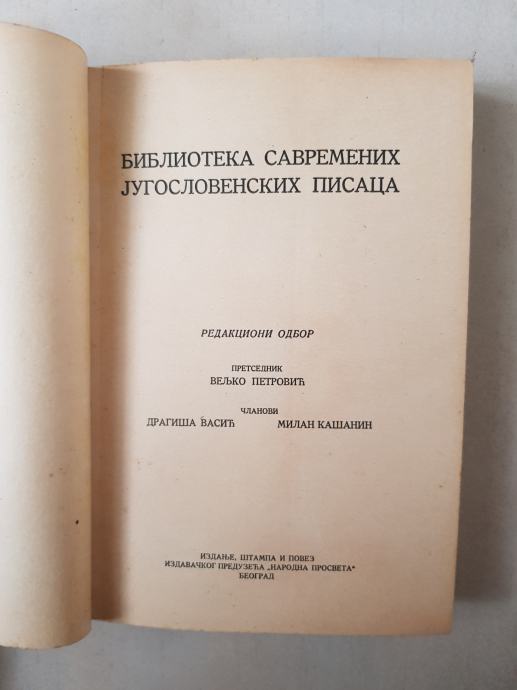 БИБЛИОТЕКА САВРЕМЕНИХ
ЈУГОСЛОВЕНСКИХ ПИСАЦА
РЕДАКЦИОНИ ОДБОР
ПРЕТСЕДНИК
ВЕЉКО ПЕТРОВИЋ
ЧЛАНОВИ
ДРАГИША ВАСИЋ МИЛАН КАШАНИН
ИЗДАЊЕ, ШТАМПА И ПОВЕЗ
ИЗДАВАЧКОГ ПРЕДУЗЕЋА „НАРОДНА ПРОСВЕТА“
БЕОГРАД